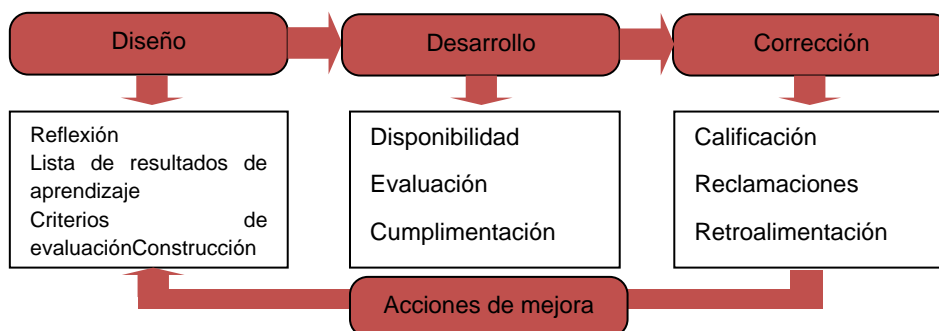 Diseño
Desarrollo
Corrección
Reflexión
Lista de resultados de
aprendizaje
Criterios de
evaluaciónConstrucción
Disponibilidad
Evaluación
Cumplimentación
Calificación
Reclamaciones
Retroalimentación
Acciones de mejora